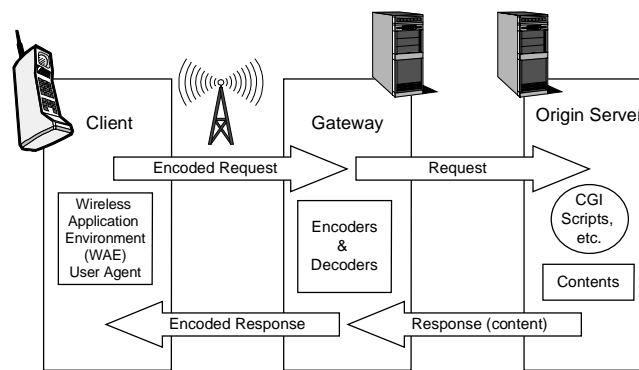 Client
Gateway
Origin Server
Encoded Request
Request
Wireless
Application
Environment
(WAE)
User Agent
Encoders
&
Decoders
CGI
Scripts,
etc.
Contents
Encoded Response
Response (content)